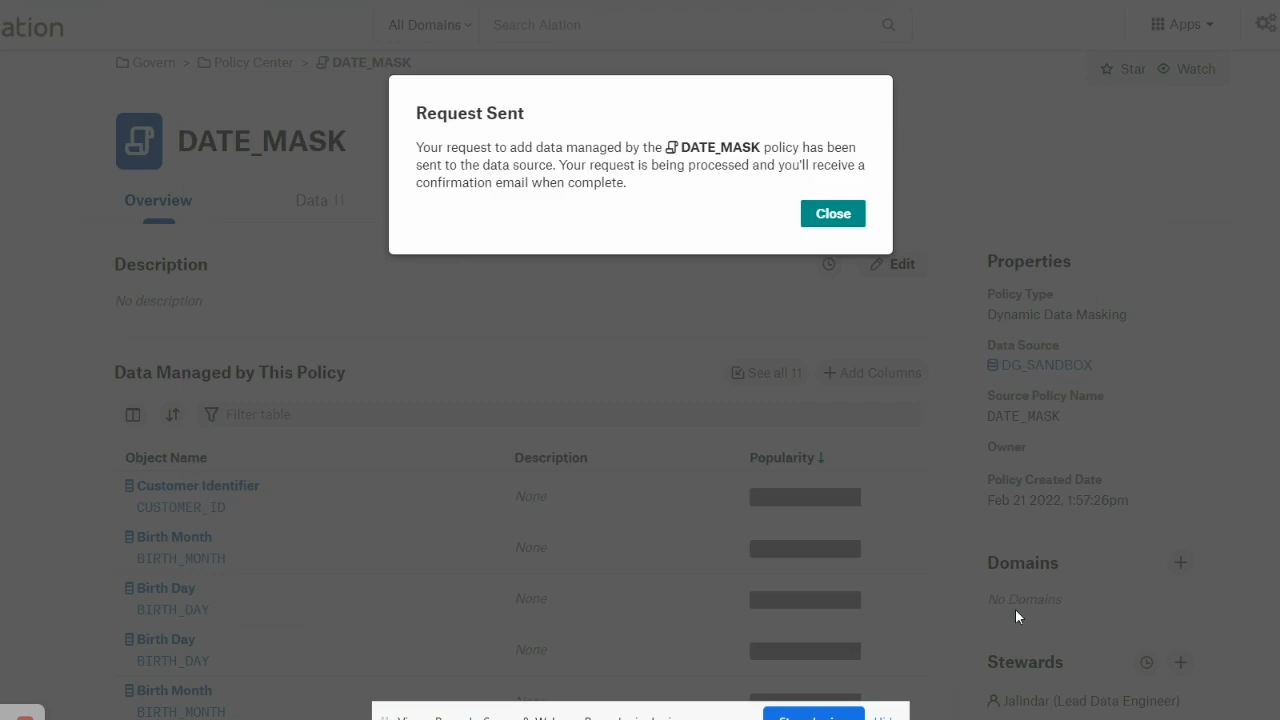 ation
All Domains
Search Alation
Apps
Govern > Policy Center > DATE_MASK
Star
Watch
Request Sent
Your request to add data managed by the DATE_MASK policy has been
sent to the data source. Your request is being processed and you'll receive a
confirmation email when complete.
Close
DATE_MASK
Overview
Data 11
Description
Edit
No description
Data Managed by This Policy
See all 11
Add Columns
Filter table
Object Name
Description
Popularity
Customer Identifier
CUSTOMER_ID
None
Birth Month
BIRTH_MONTH
None
Birth Day
BIRTH_DAY
None
Birth Day
BIRTH_DAY
None
Birth Month
BIRTH_MONTH
None
Properties
Policy Type
Dynamic Data Masking
Data Source
DG_SANDBOX
Source Policy Name
DATE_MASK
Owner
Policy Created Date
Feb 21 2022, 1:57:26pm
Domains
No Domains
Stewards
Jalindar (Lead Data Engineer)